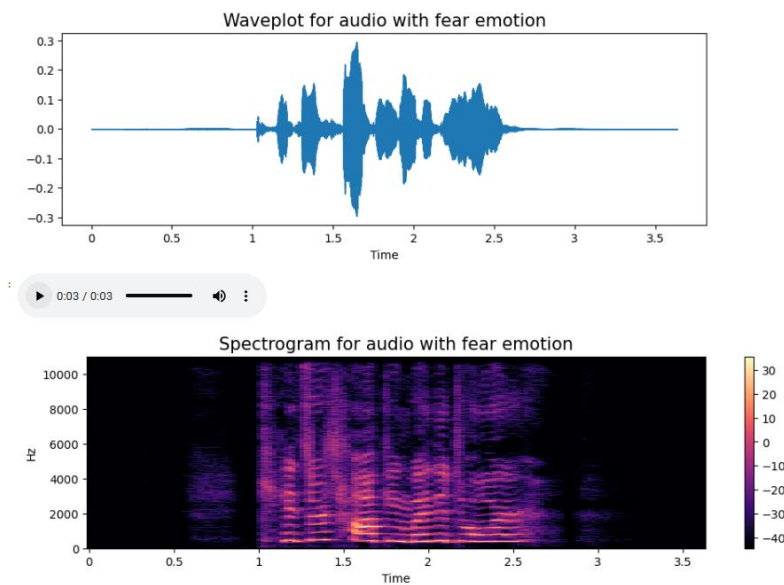 Waveplot for audio with fear emotion
0.3
0.2
0.1
0.0
−0.1
−0.2
−0.3
0 0.5 1 1.5 2 2.5 3 3.5
Time
:
0:03 / 0:03
Spectrogram for audio with fear emotion
10000
8000
6000
4000
2000
0
Hz
0 0.5 1 1.5 2 2.5 3 3.5
Time
30
20
10
0
−10
−20
−30
−40